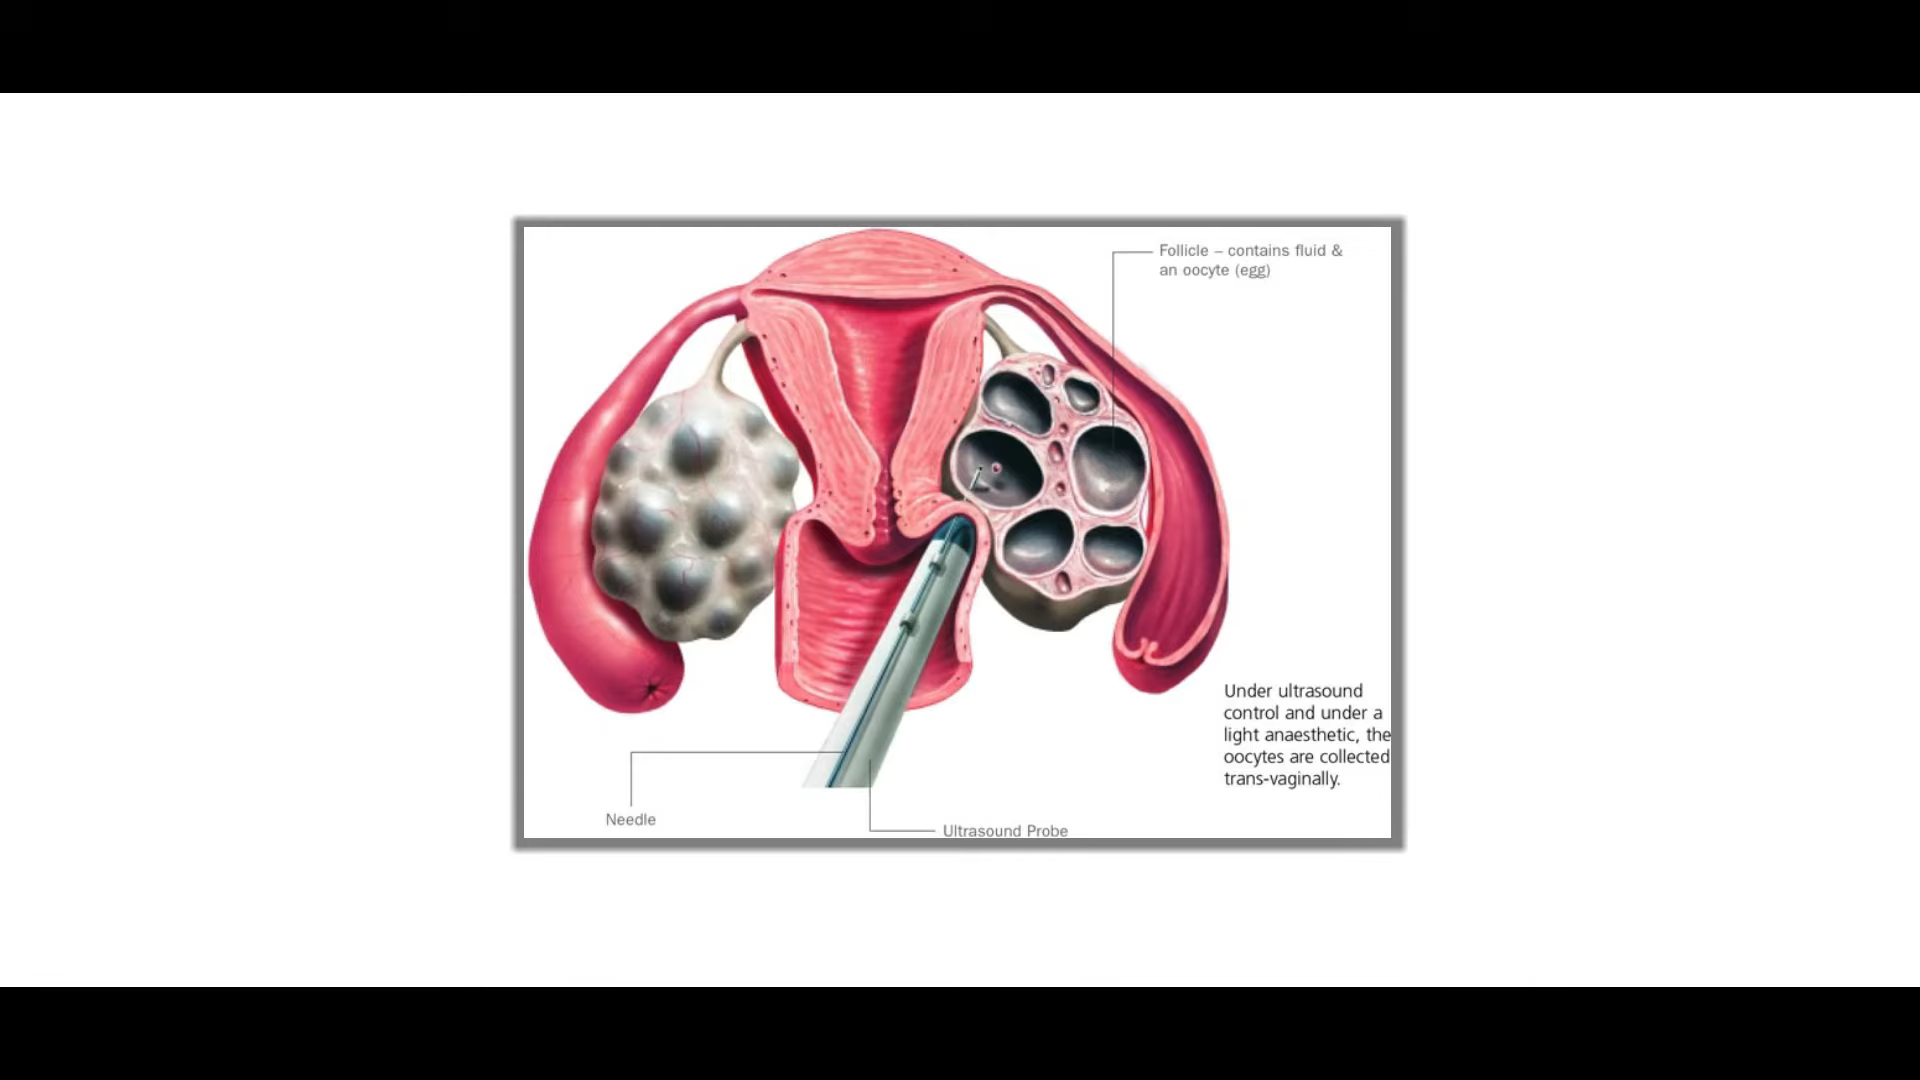 Follicle – contains fluid &
an oocyte (egg)
Under ultrasound
control and under a
light anaesthetic, the
oocytes are collected
trans-vaginally.
Needle
Ultrasound Probe